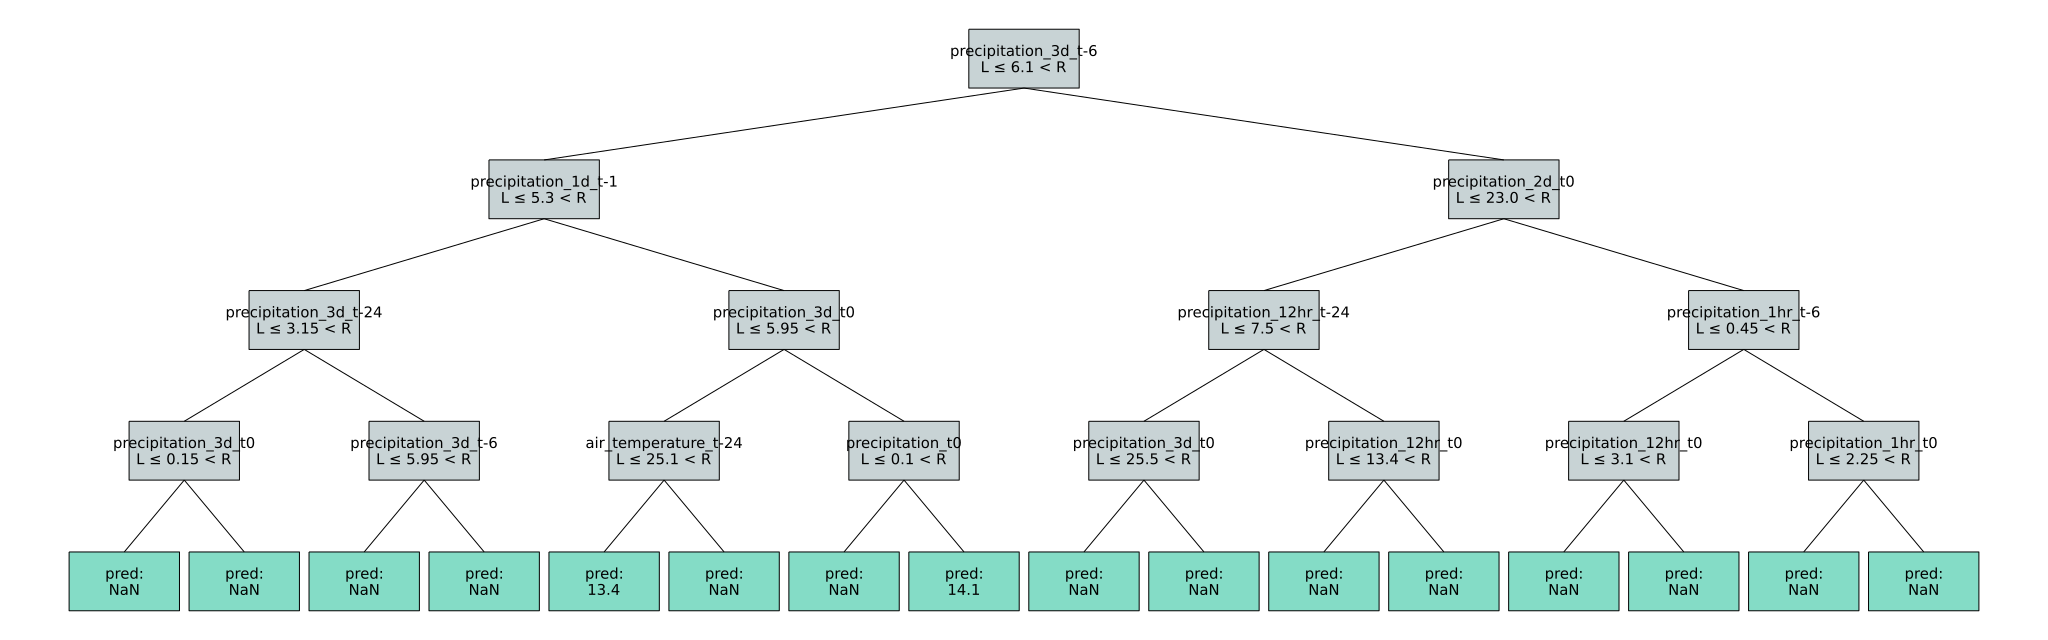 precipitation_3d_t-6
L ≤ 6.1 < R
precipitation_1d_t-1
L ≤ 5.3 < R
precipitation_2d_t0
L ≤ 23.0 < R
precipitation_3d_t-24
L ≤ 3.15 < R
precipitation_3d_t0
L ≤ 5.95 < R
precipitation_12hr_t-24
L ≤ 7.5 < R
precipitation_1hr_t-6
L ≤ 0.45 < R
precipitation_3d_t0
L ≤ 0.15 < R
precipitation_3d_t-6
L ≤ 5.95 < R
air_temperature_t-24
L ≤ 25.1 < R
precipitation_t0
L ≤ 0.1 < R
precipitation_3d_t0
L ≤ 25.5 < R
precipitation_12hr_t0
L ≤ 13.4 < R
precipitation_12hr_t0
L ≤ 3.1 < R
precipitation_1hr_t0
L ≤ 2.25 < R
pred:
NaN
pred:
NaN
pred:
NaN
pred:
NaN
pred:
13.4
pred:
NaN
pred:
NaN
pred:
14.1
pred:
NaN
pred:
NaN
pred:
NaN
pred:
NaN
pred:
NaN
pred:
NaN
pred:
NaN
pred:
NaN